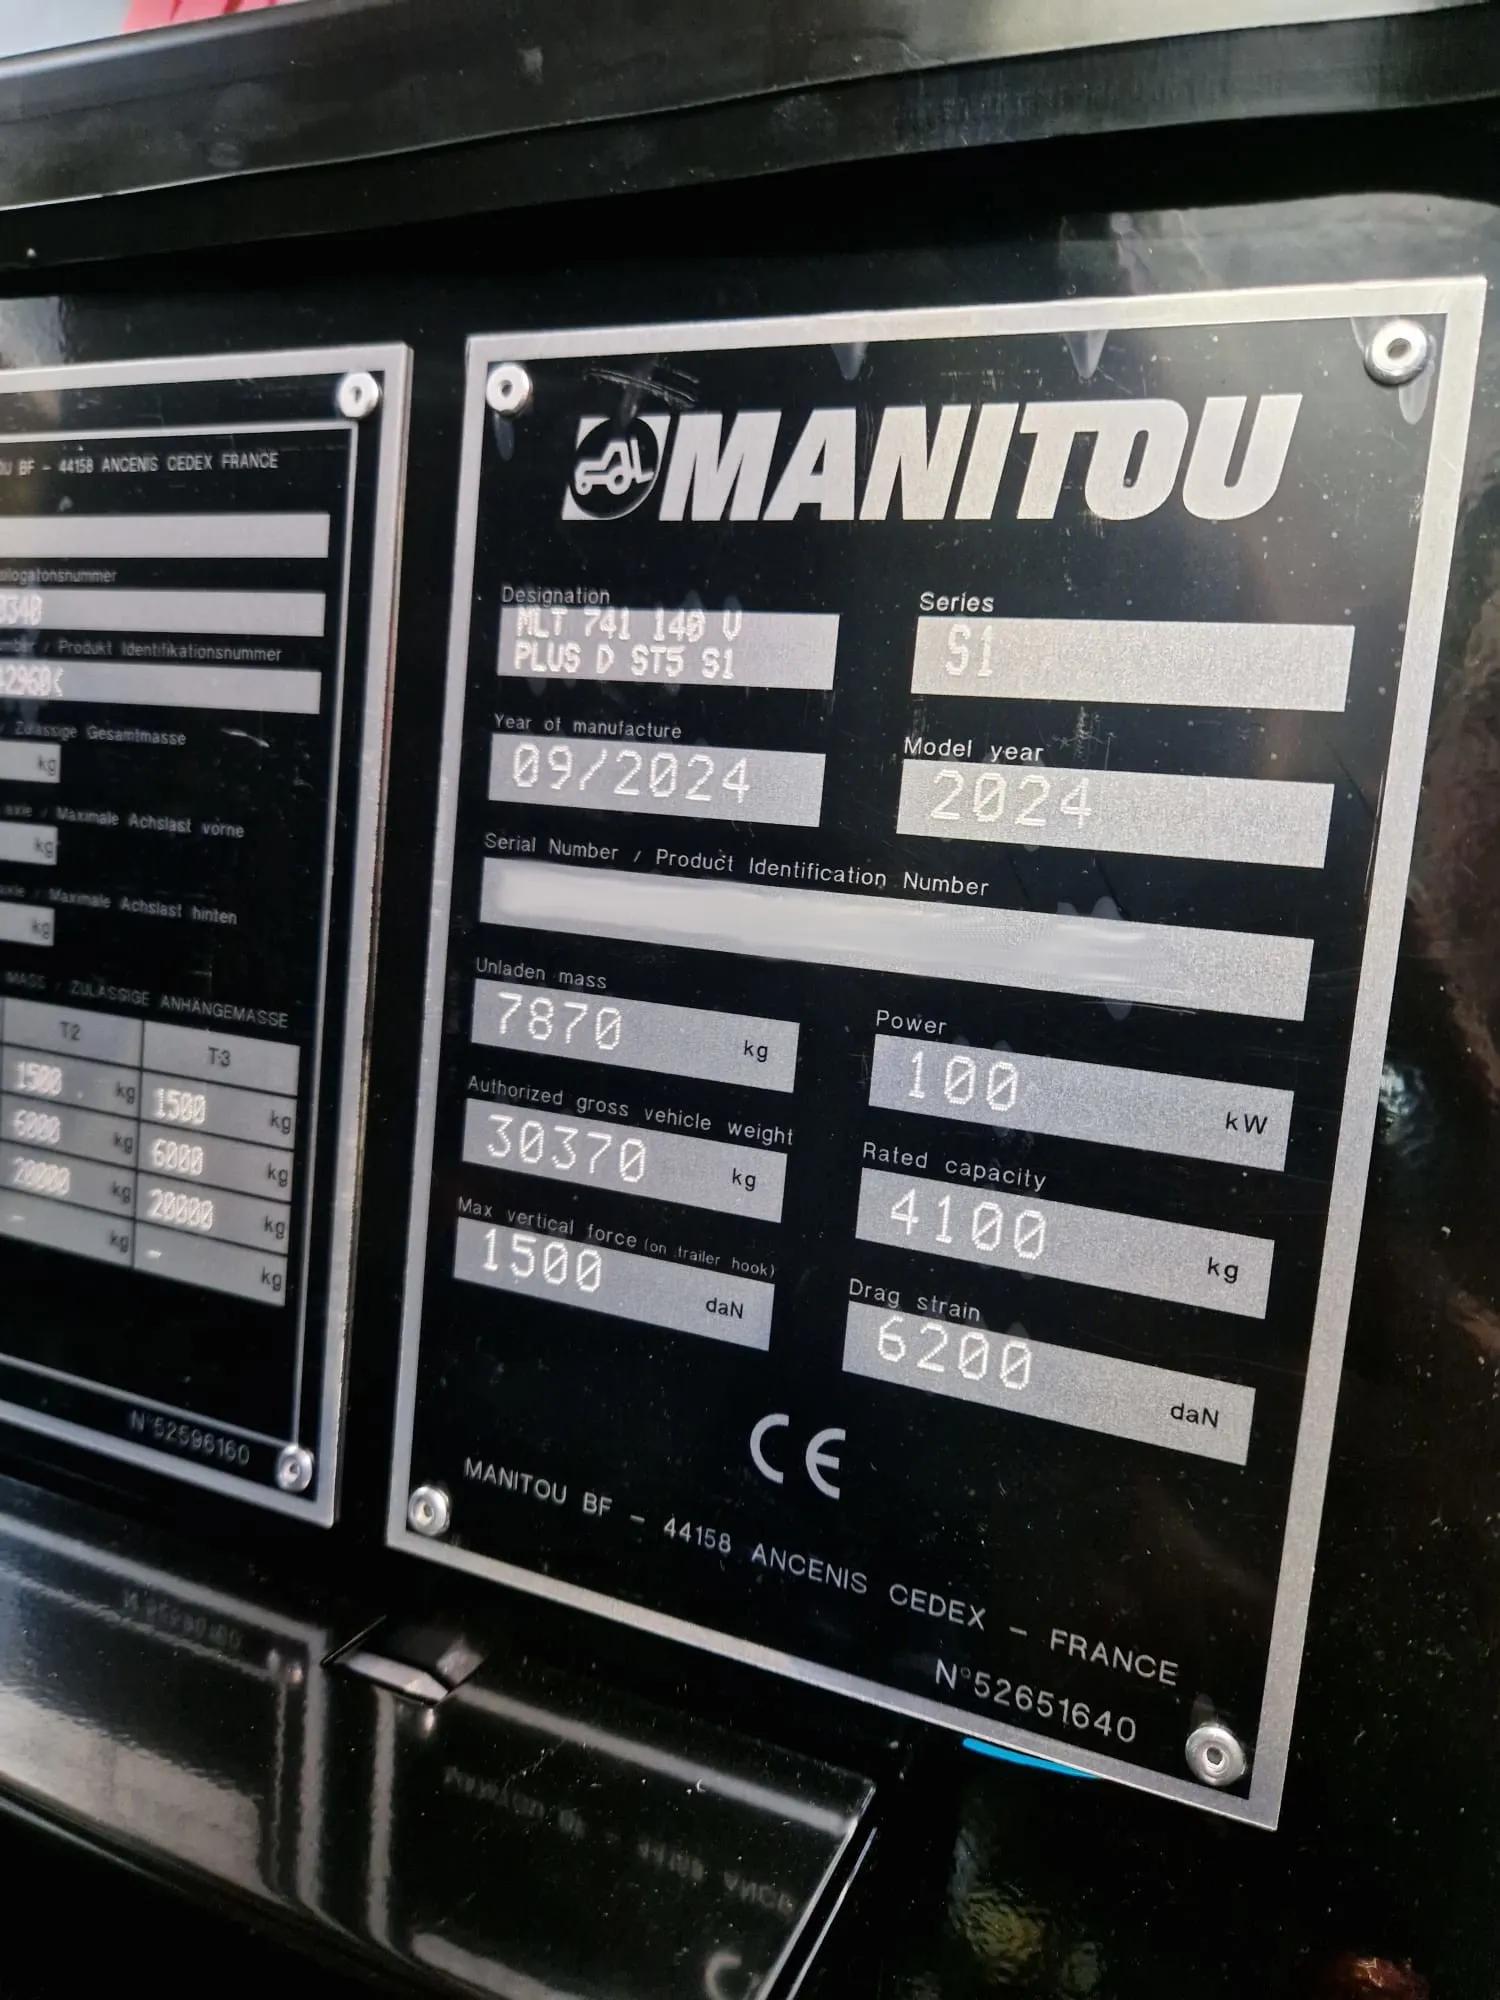 BF - 44158 ANCENIS CEDEX FRANCE
Produkt Identifikationsnummer
Zulässige Gesamtmasse
kg
axle / Maximale Achslast vorne
kg
Maximale Achslast hinten
kg
MASS / ZULÄSSIGE ANHÄNGEMASSE
T2 T3
1500 kg 1500 kg
6000 kg 6000 kg
20000 kg 20000 kg
- kg - kg
N°52596160
MANITOU
Designation
MLT 741 140 V
PLUS D ST5 S1
Series
S1
Year of manufacture
09/2024
Model year
2024
Serial Number / Product Identification Number
Unladen mass
7870 kg
Power
100 kW
Authorized gross vehicle weight
30370 kg
Rated capacity
4100 kg
Max vertical force (on trailer hook)
1500 daN
Drag strain
6200 daN
CE
MANITOU BF - 44158 ANCENIS CEDEX - FRANCE
N°52651640